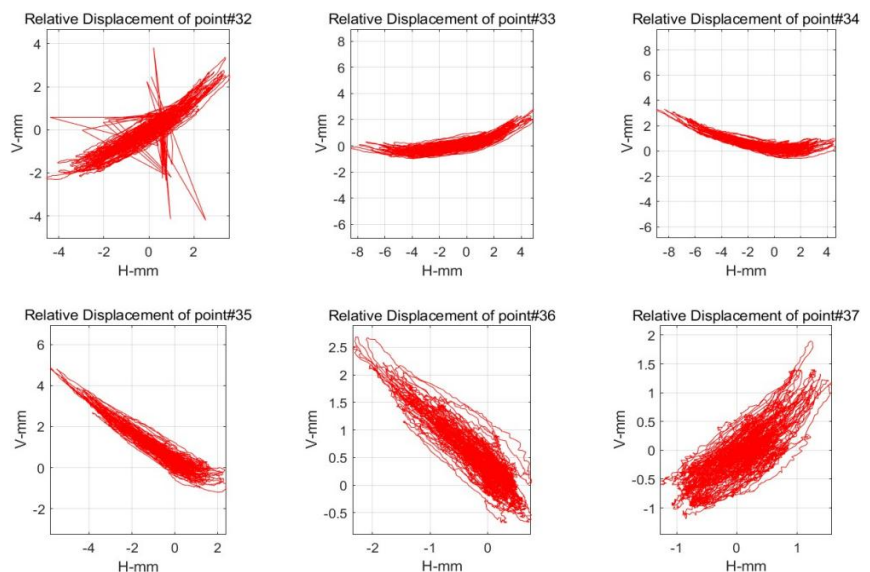 Relative Displacement of point#32
4
2
0
-2
-4
V-mm
-4 -2 0 2
H-mm
Relative Displacement of point#33
8
6
4
2
0
-2
-4
-6
V-mm
-8 -6 -4 -2 0 2 4
H-mm
Relative Displacement of point#34
8
6
4
2
0
-2
-4
-6
V-mm
-8 -6 -4 -2 0 2 4
H-mm
Relative Displacement of point#35
6
4
2
0
-2
V-mm
-4 -2 0 2
H-mm
Relative Displacement of point#36
2.5
2
1.5
1
0.5
0
-0.5
V-mm
-2 -1 0
H-mm
Relative Displacement of point#37
2
1.5
1
0.5
0
-0.5
-1
V-mm
-1 0 1
H-mm